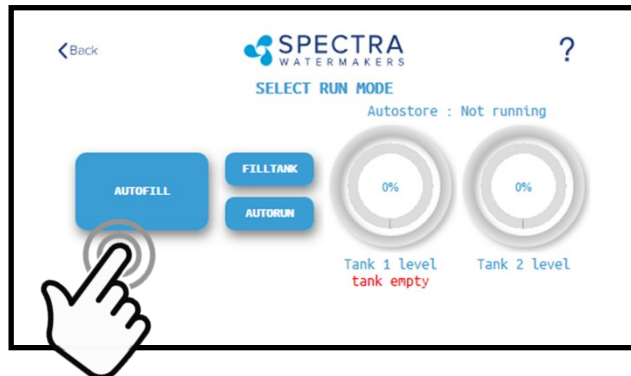 Back
SPECTRA
WATERMAKERS
?
SELECT RUN MODE
Autostore : Not running
AUTOFILL
FILLTANK
AUTORUN
0%
0%
Tank 1 level
tank empty
Tank 2 level